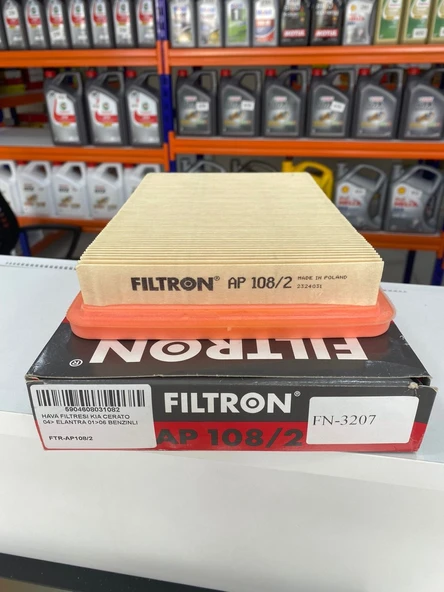 FILTRON® AP 108/2 MADE IN POLAND
2324031
FILTRON
5904608031082
HAVA FILTRESI KIA CERATO
04> ELANTRA 01>06 BENZINLI
FTR-AP108/2
FILTRON®
AP 108/2
FN-3207